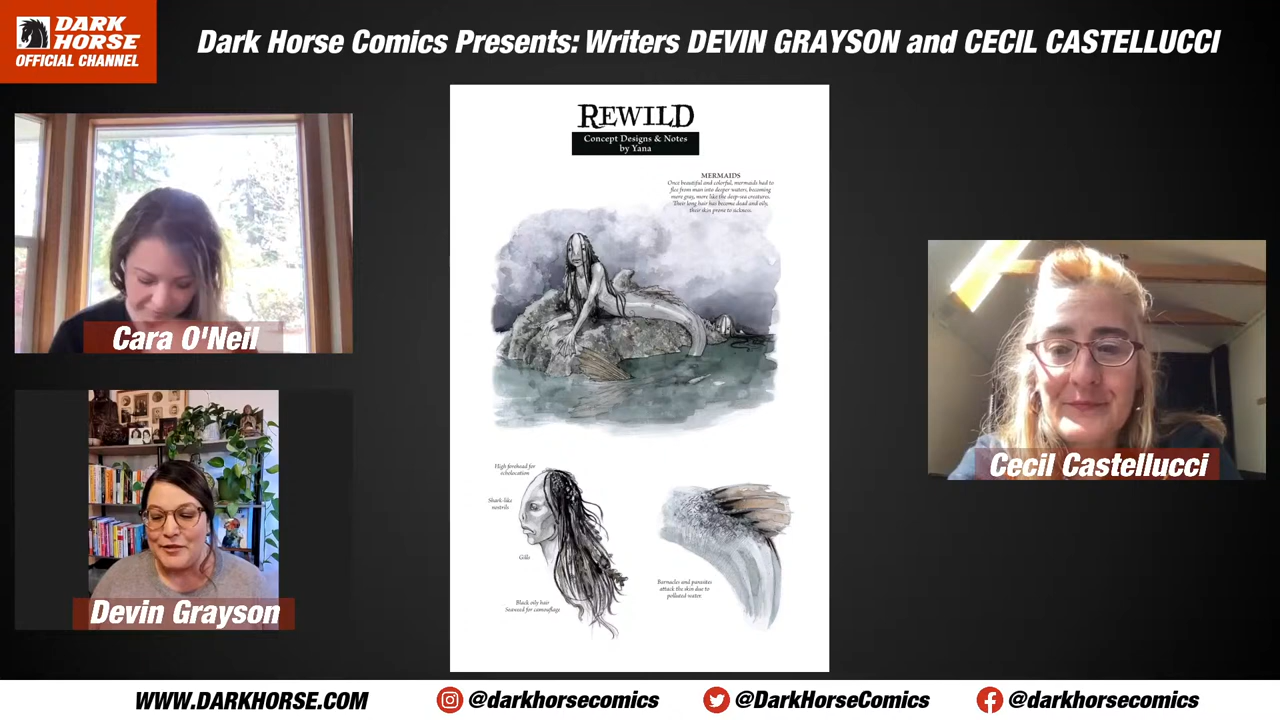 DARK
HORSE
OFFICIAL CHANNEL
Dark Horse Comics Presents: Writers DEVIN GRAYSON and CECIL CASTELLUCCI
REWILD
Concept Designs & Notes
by Yana
MERMAIDS
Once beautiful and colorful, mermaids had to
flee from man into deeper waters, becoming
more gray, more like the deep sea creatures.
Their long hair has become dead and oily,
their skin prone to sickness.
Cara O'Neil
Cecil Castellucci
High forehead for
echolocation
Shark-like
nostrils
Gills
Black oily hair
Seaweed for camouflage
Barnacles and parasites
attack the skin due to
polluted water.
Devin Grayson
WWW.DARKHORSE.COM
@darkhorsecomics
@DarkHorseComics
@darkhorsecomics